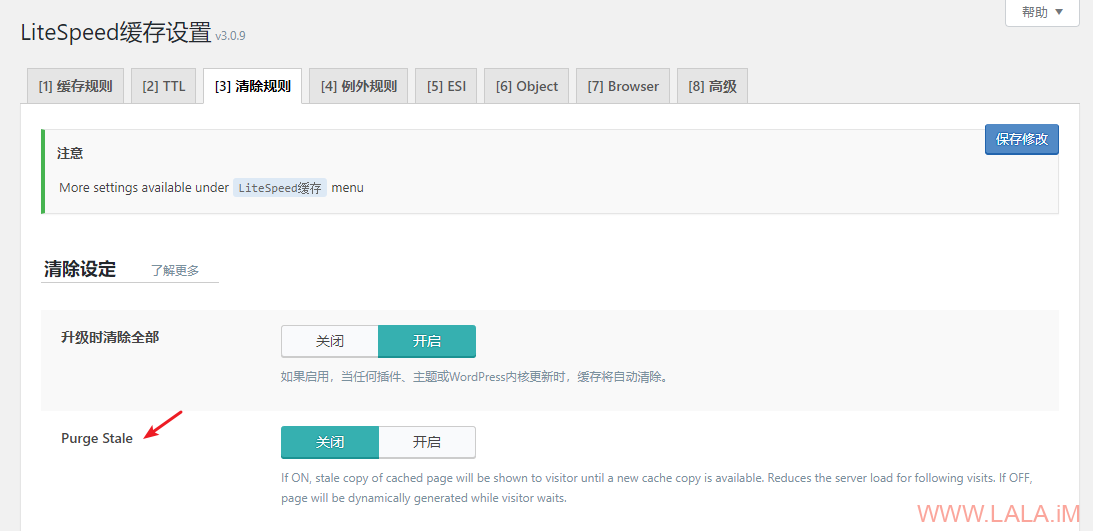 帮助 ▼
LiteSpeed缓存设置 v3.0.9
[1] 缓存规则 [2] TTL [3] 清除规则 [4] 例外规则 [5] ESI [6] Object [7] Browser [8] 高级
保存修改
注意
More settings available under LiteSpeed缓存 menu
清除设定 了解更多
升级时清除全部 关闭 开启
如果启用，当任何插件、主题或WordPress内核更新时，缓存将自动清除。
Purge Stale 关闭 开启
If ON, stale copy of cached page will be shown to visitor until a new cache copy is available. Reduces the server load for following visits. If OFF,
page will be dynamically generated while visitor waits.
WWW.LALA.iM